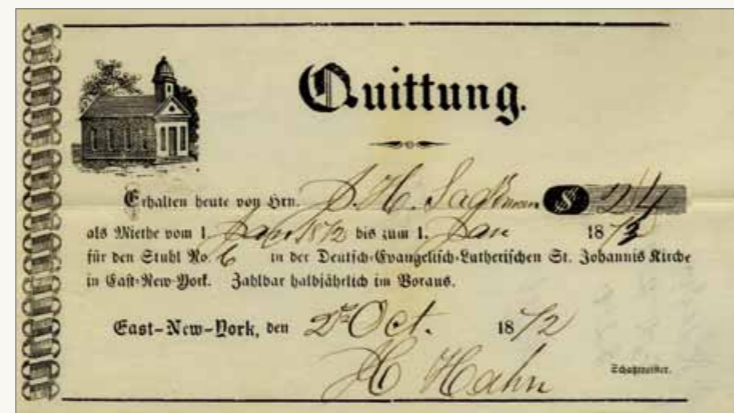 Quittung.
Erhalten heute von Hrn. J. H. $ 24
als Miethe vom 1. Jan 1872 bis zum 1. Jan 1873
für den Stuhl No. 6 in der Deutsch-Evangelisch-Lutherischen St. Johannis Kirche
in East-New-York. Zahlbar halbjährlich im Voraus.
East-New-York, den 2t Oct. 1872
H Hahn
Schatzmeister.